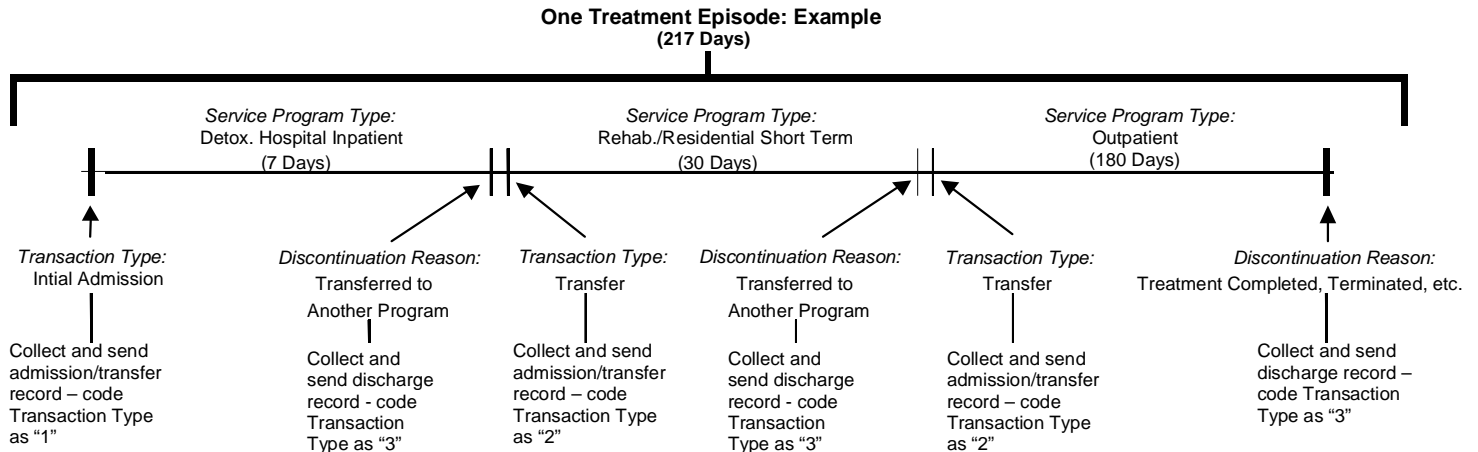 One Treatment Episode: Example
(217 Days)
Service Program Type:
Detox. Hospital Inpatient
(7 Days)
Service Program Type:
Rehab./Residential Short Term
(30 Days)
Service Program Type:
Outpatient
(180 Days)
Transaction Type:
Intial Admission
Collect and send
admission/transfer
record – code
Transaction Type
as “1”
Discontinuation Reason:
Transferred to
Another Program
Collect and
send discharge
record - code
Transaction
Type as “3”
Transaction Type:
Transfer
Collect and send
admission/transfer
record – code
Transaction Type
as “2”
Discontinuation Reason:
Transferred to
Another Program
Collect and
send discharge
record - code
Transaction
Type as “3”
Transaction Type:
Transfer
Collect and send
admission/transfer
record – code
Transaction Type
as “2”
Discontinuation Reason:
Treatment Completed, Terminated, etc.
Collect and send
discharge record –
code Transaction
Type as “3”